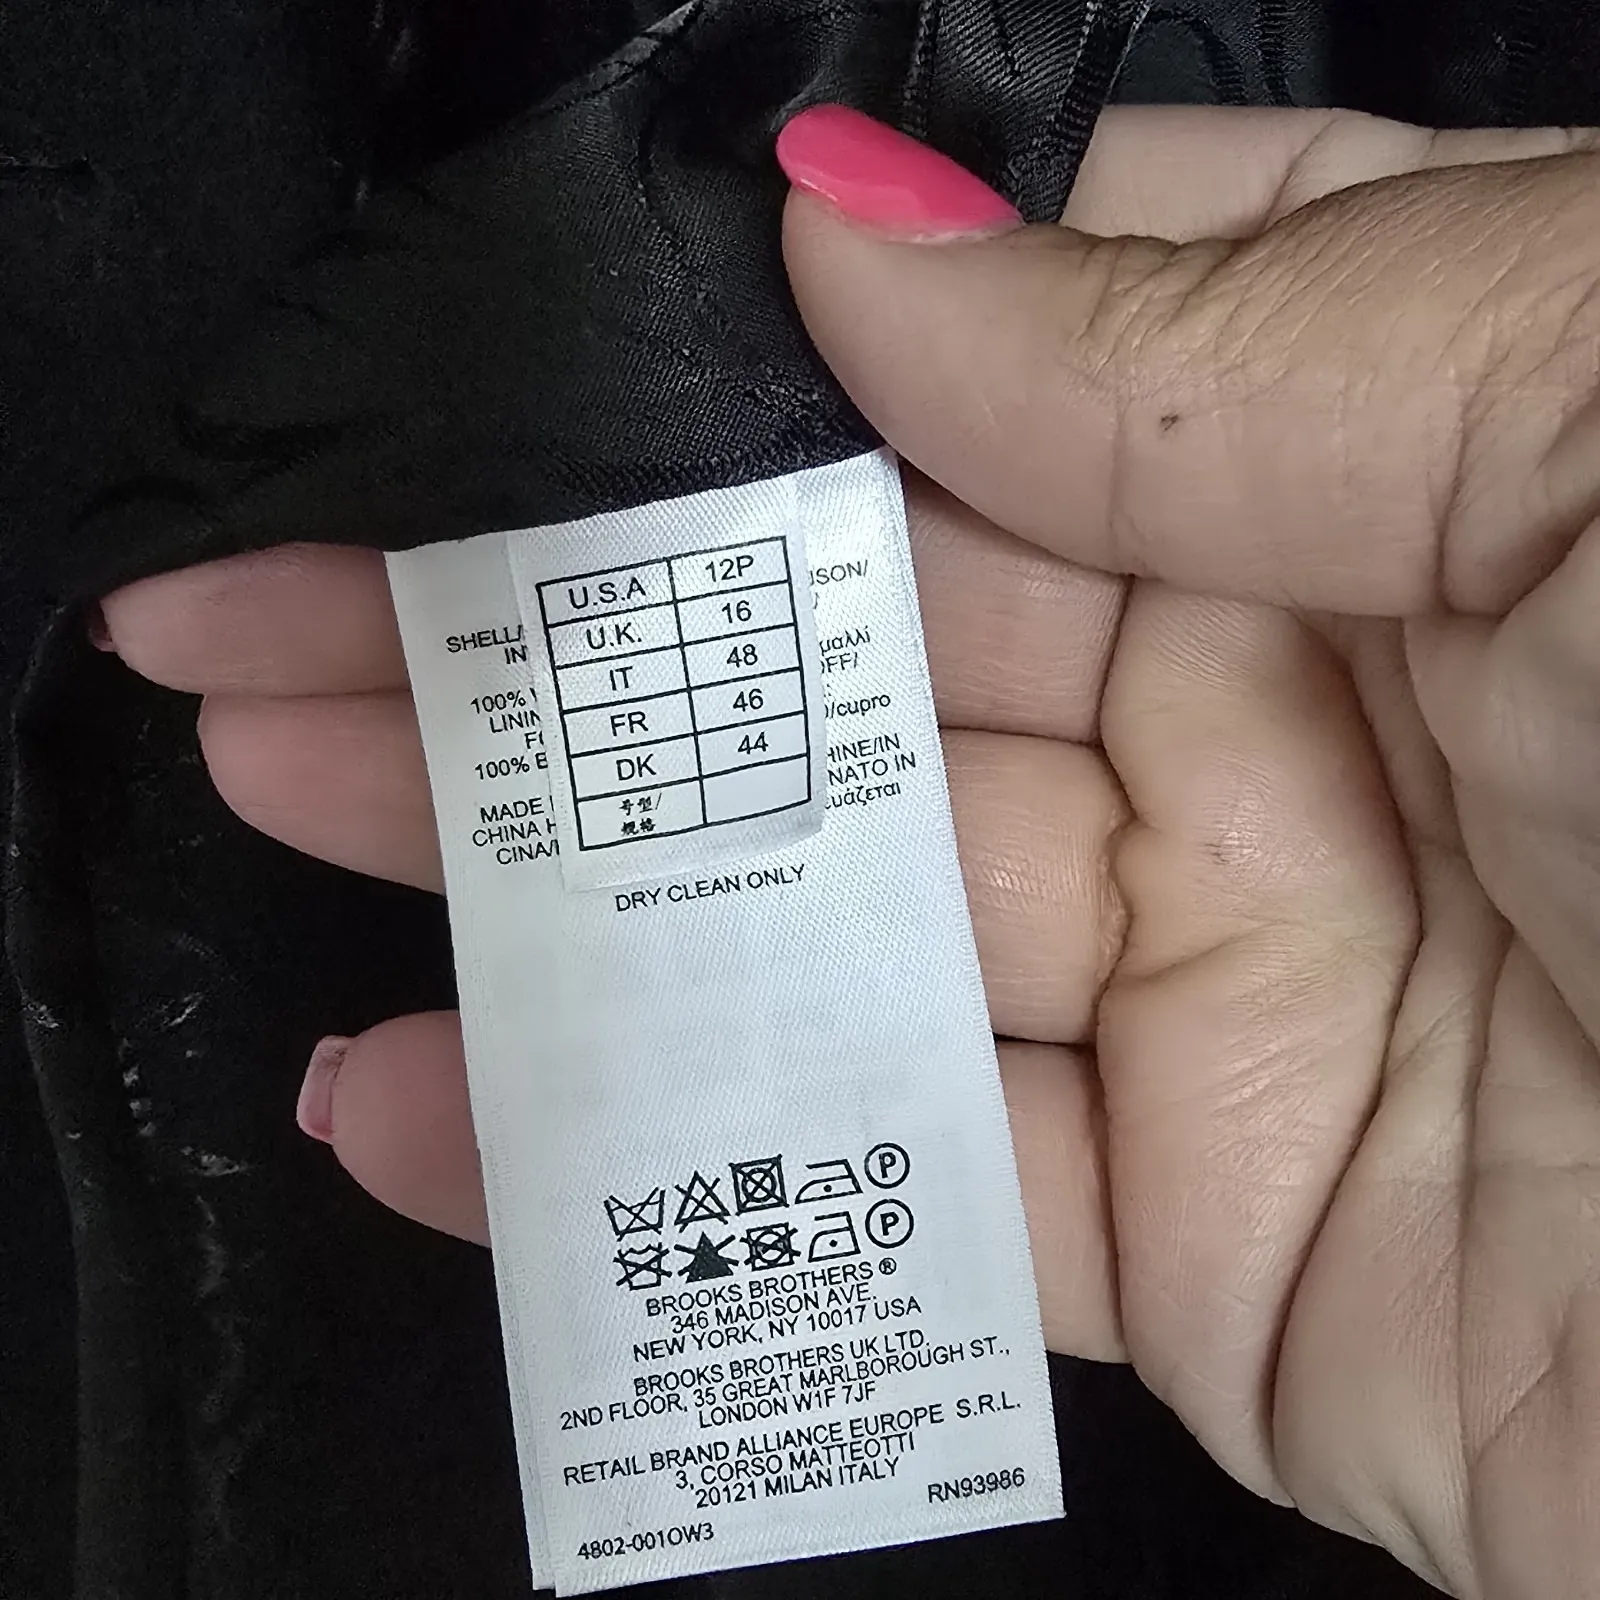 U.S.A 12P
U.K. 16
IT 48
FR 46
DK 44
号型/
规格
SHELL/
IN
100%
LININ
100%
MADE
CHINA
CINA/
SON/
μαλλί
/cupro
HINE/IN
NATO IN
υάζεται
DRY CLEAN ONLY
P
P
BROOKS BROTHERS ®
346 MADISON AVE.
NEW YORK, NY 10017 USA
BROOKS BROTHERS UK LTD.
2ND FLOOR, 35 GREAT MARLBOROUGH ST.,
LONDON W1F 7JF
RETAIL BRAND ALLIANCE EUROPE S.R.L.
3, CORSO MATTEOTTI
20121 MILAN ITALY
RN93986
4802-001OW3